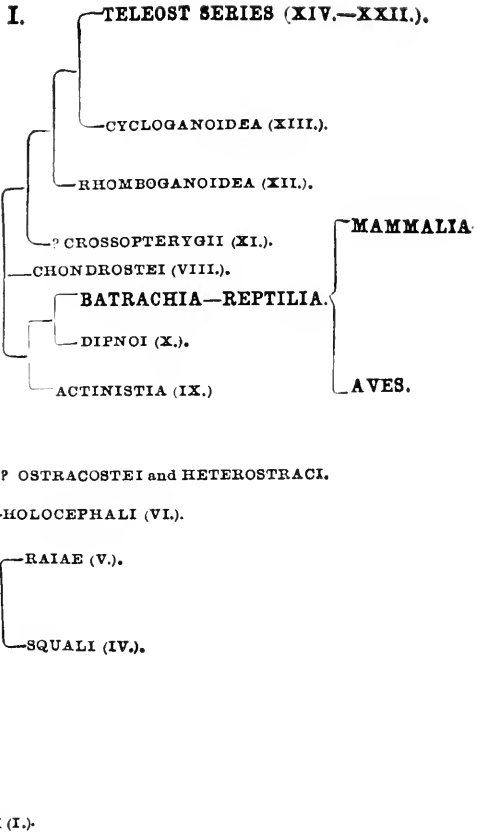 I.
TELEOST SERIES (XIV.—XXII.).
CYCLOGANOIDEA (XIII.).
RHOMBOGANOIDEA (XII.).
? CROSSOPTERYGII (XI.).
MAMMALIA
CHONDROSTEI (VIII.).
BATRACHIA—REPTILIA.
DIPNOI (X.).
ACTINISTIA (IX.)
AVES.
? OSTRACOSTEI and HETEROSTRACI.
HOLOCEPHALI (VI.).
RAIAE (V.).
SQUALI (IV.).
(I.).